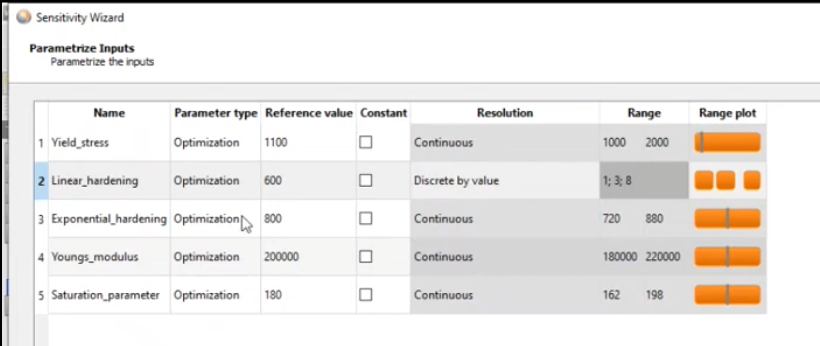 Sensitivity Wizard
Parametrize Inputs
Parametrize the inputs
Name Parameter type Reference value Constant Resolution Range Range plot
1 Yield_stress Optimization 1100 Continuous 1000 2000
2 Linear_hardening Optimization 600 Discrete by value 1; 3; 8
3 Exponential_hardening Optimization 800 Continuous 720 880
4 Youngs_modulus Optimization 200000 Continuous 180000 220000
5 Saturation_parameter Optimization 180 Continuous 162 198